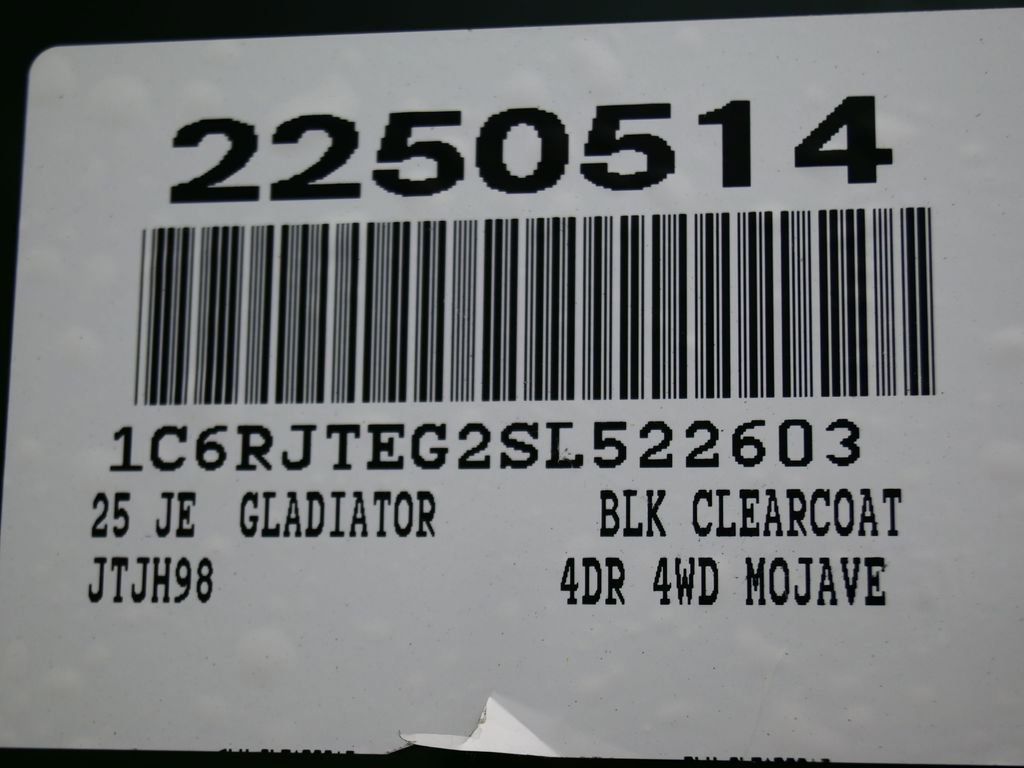 2250514
1C6RJTEG2SL522603
25 JE GLADIATOR BLK CLEARCOAT
JTJH98 4DR 4WD MOJAVE